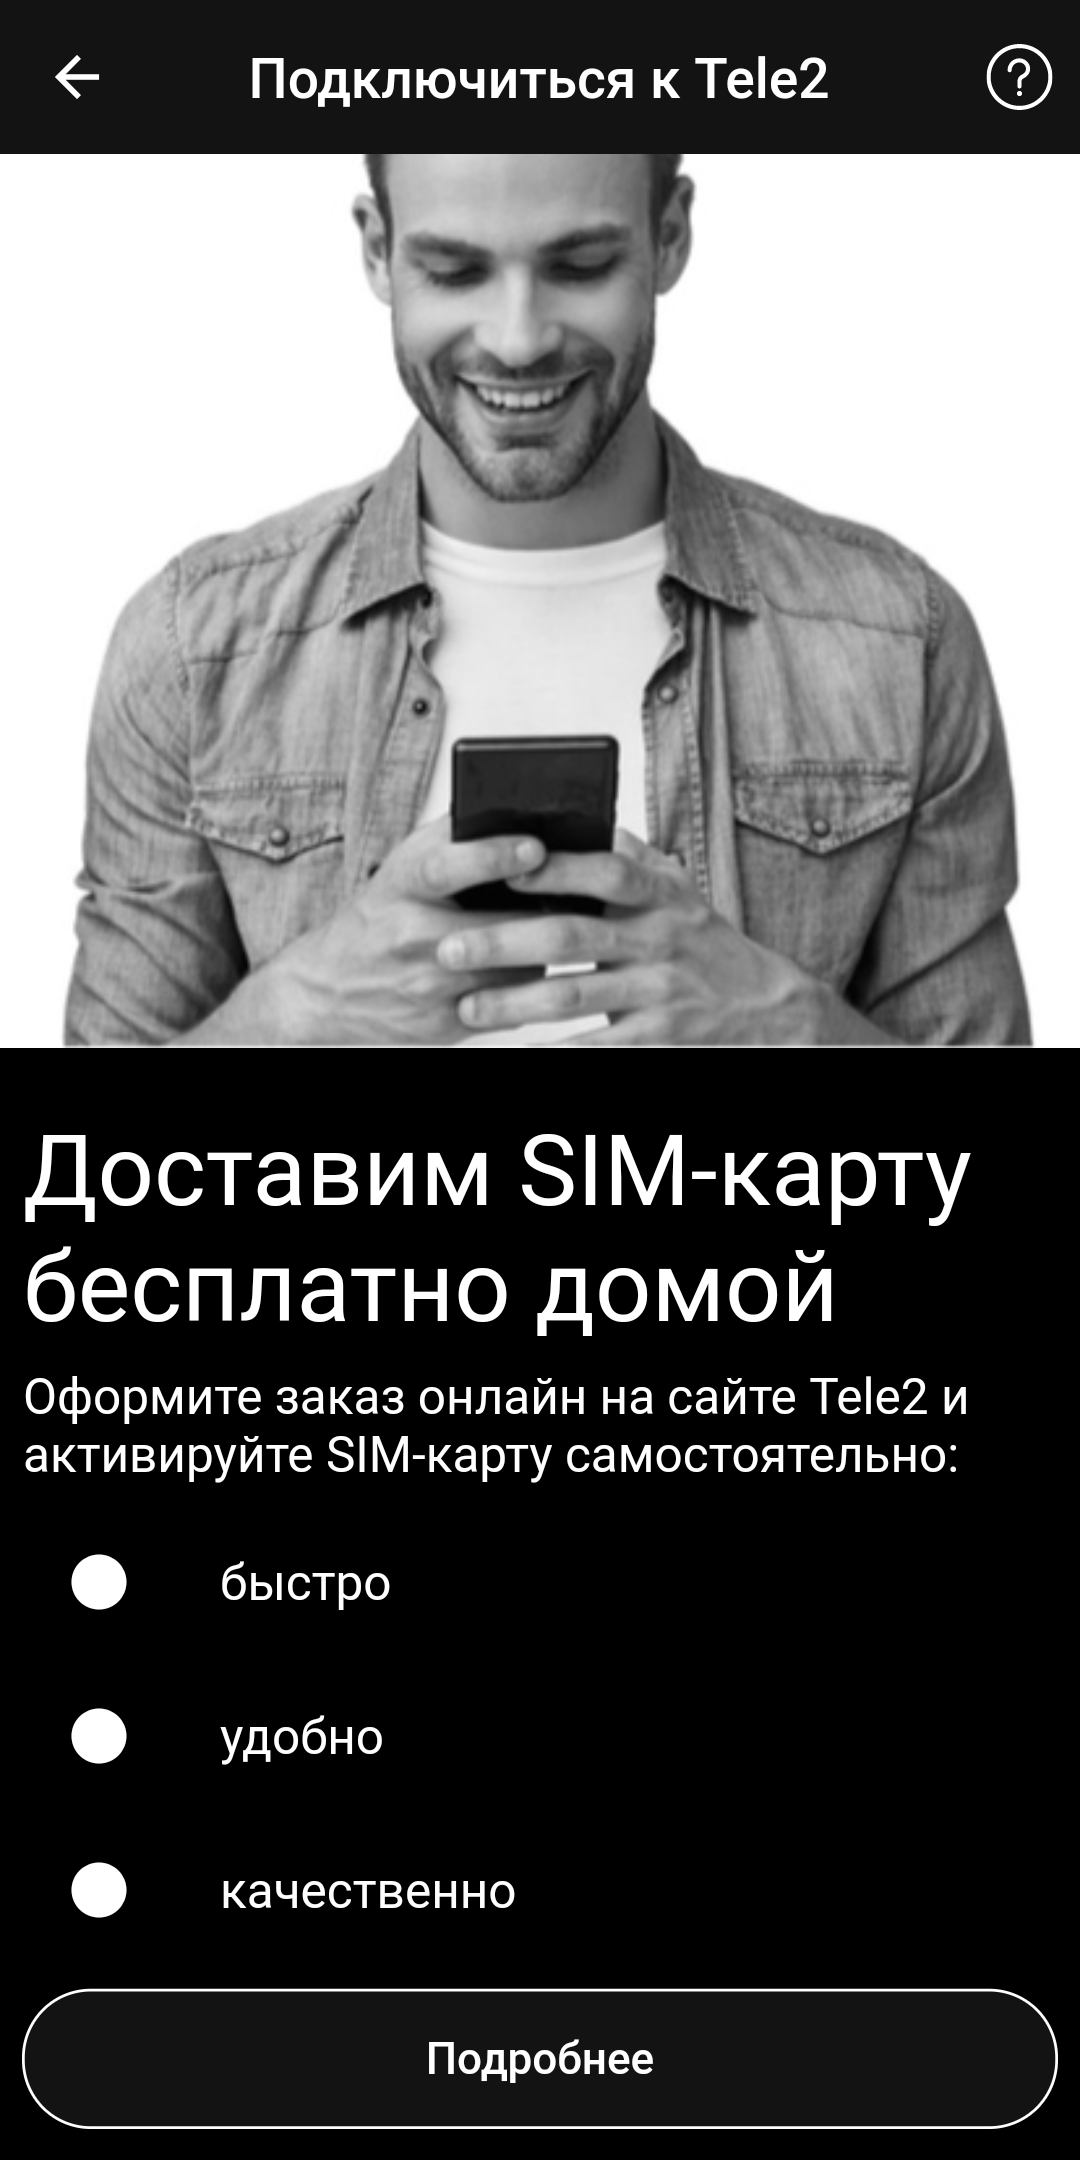 Подключиться к Tele2
Доставим SIM-карту
бесплатно домой
Оформите заказ онлайн на сайте Tele2 и
активируйте SIM-карту самостоятельно:
быстро
удобно
качественно
Подробнее